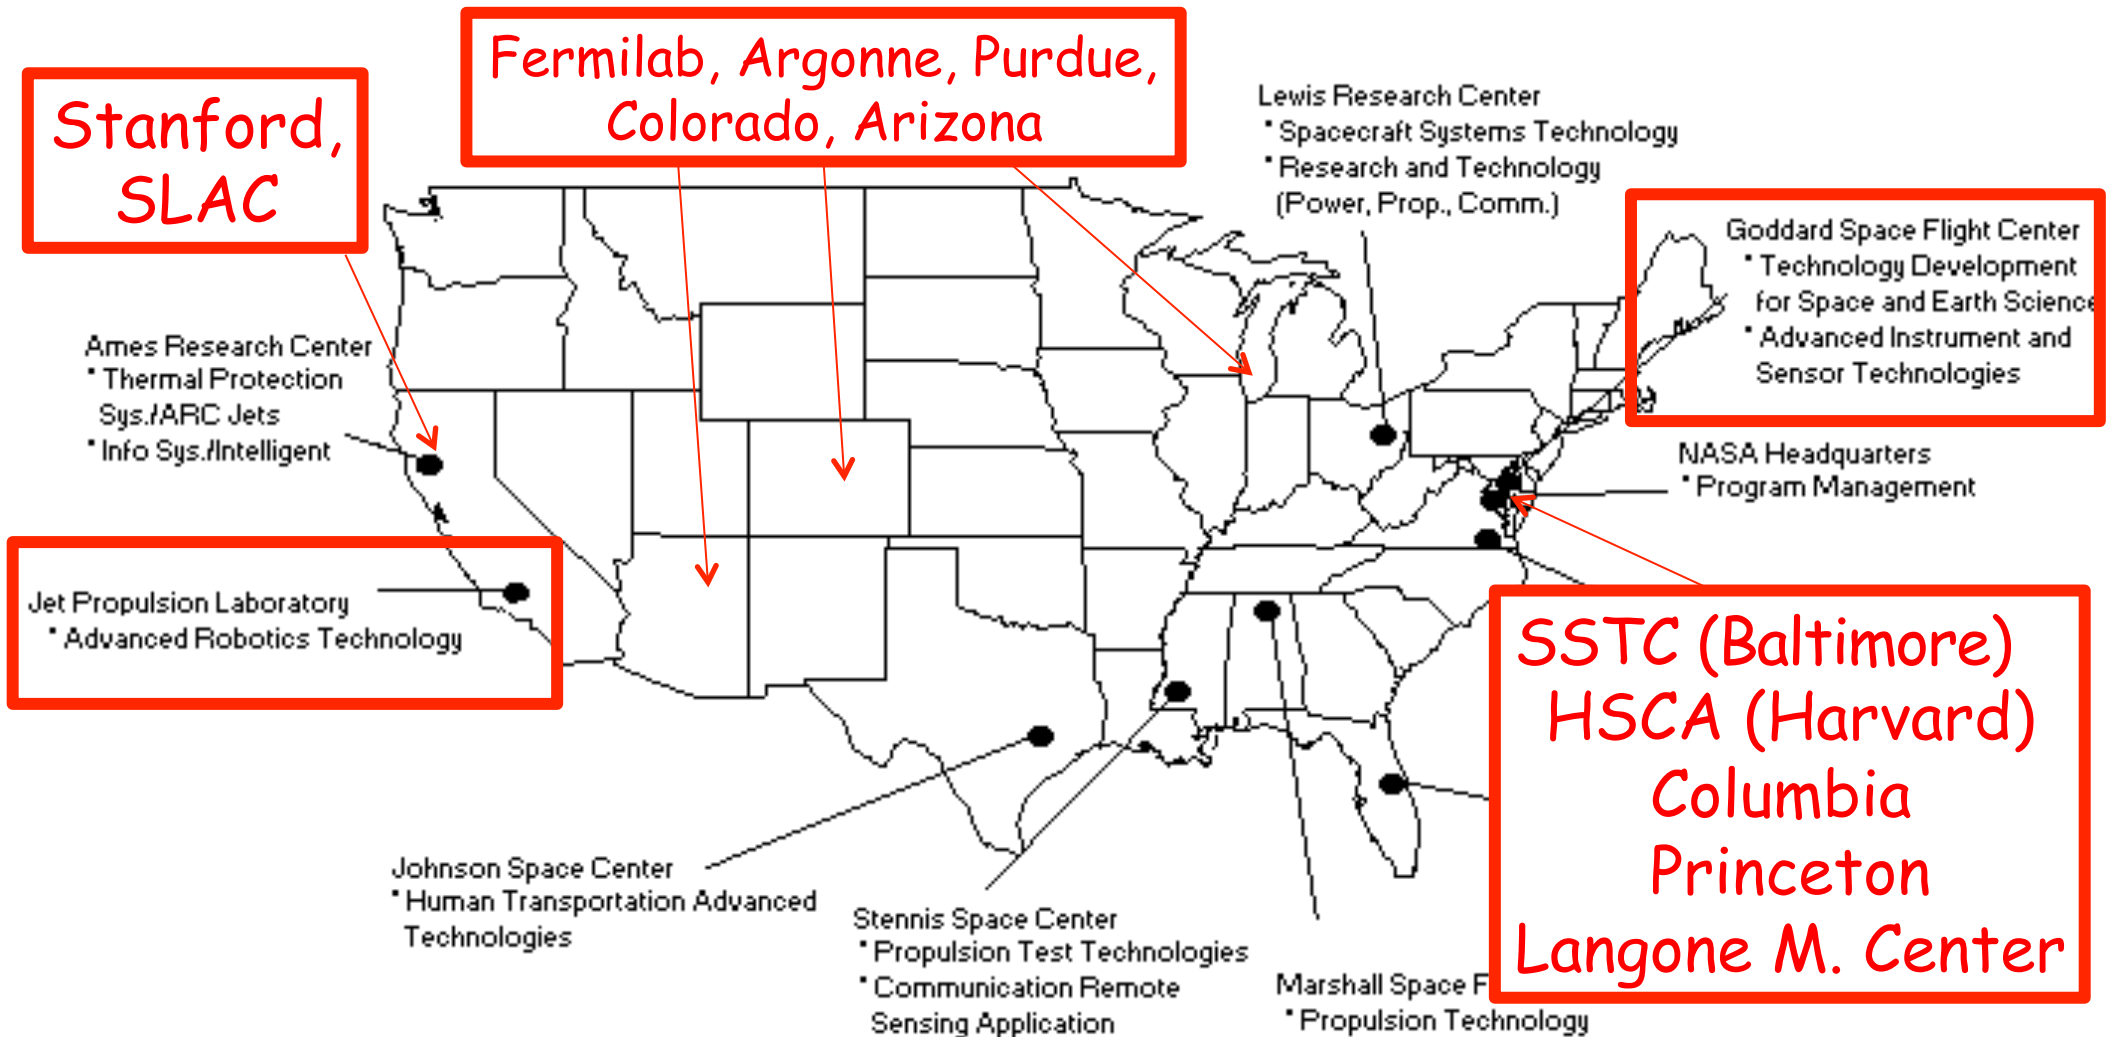 Fermilab, Argonne, Purdue,
Colorado, Arizona
Stanford,
SLAC
Lewis Research Center
• Spacecraft Systems Technology
• Research and Technology
(Power, Prop., Comm.)
Goddard Space Flight Center
• Technology Development
for Space and Earth Science
• Advanced Instrument and
Sensor Technologies
Ames Research Center
• Thermal Protection
Sys./ARC Jets
• Info Sys./Intelligent
NASA Headquarters
• Program Management
Jet Propulsion Laboratory
• Advanced Robotics Technology
SSTC (Baltimore)
HSCA (Harvard)
Columbia
Princeton
Langone M. Center
Johnson Space Center
• Human Transportation Advanced
Technologies
Stennis Space Center
• Propulsion Test Technologies
• Communication Remote
Sensing Application
Marshall Space F
• Propulsion Technology